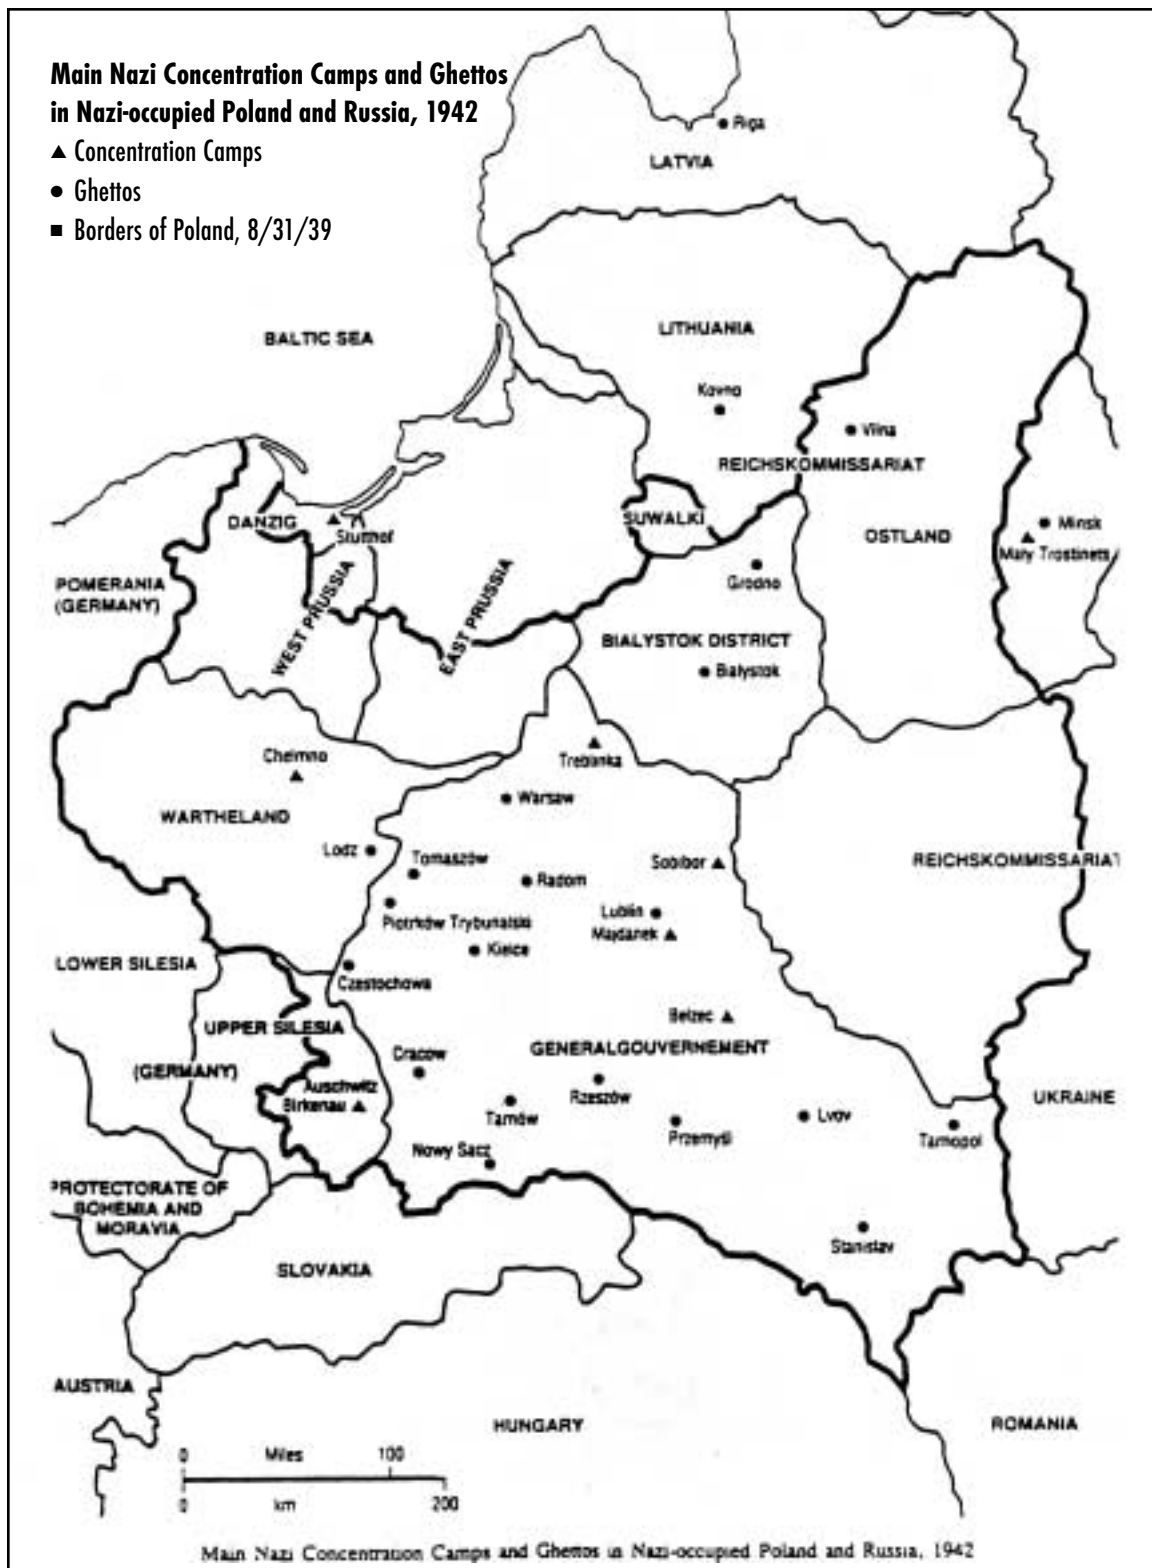 Main Nazi Concentration Camps and Ghettos
in Nazi-occupied Poland and Russia, 1942
▲ Concentration Camps
● Ghettos
■ Borders of Poland, 8/31/39
Riga
LATVIA
BALTIC SEA
LITHUANIA
Kovno
Vilna
REICHSKOMMISSARIAT
DANZIG
Stutthof
SUWALKI
OSTLAND
Minsk
Maly Trostinets
POMERANIA
(GERMANY)
WEST PRUSSIA
EAST PRUSSIA
Grodno
BIALYSTOK DISTRICT
Bialystok
Chelmno
Treblinka
Warsaw
WARTHELAND
Lodz
Tomaszów
Radom
Sobibor
REICHSKOMMISSARIAT
Piotrków Trybunalski
Lublin
Majdanek
Kielce
LOWER SILESIA
Czestochowa
UPPER SILESIA
(GERMANY)
Belzec
GENERALGOUVERNEMENT
Cracow
Auschwitz
Birkenau
Rzeszów
Tarnów
Przemyśl
Lvov
Tarnopol
UKRAINE
Nowy Sacz
PROTECTORATE OF
BOHEMIA AND
MORAVIA
Stanislav
SLOVAKIA
AUSTRIA
HUNGARY
ROMANIA
0 Miles 100
0 km 200
Main Nazi Concentration Camps and Ghettos in Nazi-occupied Poland and Russia, 1942